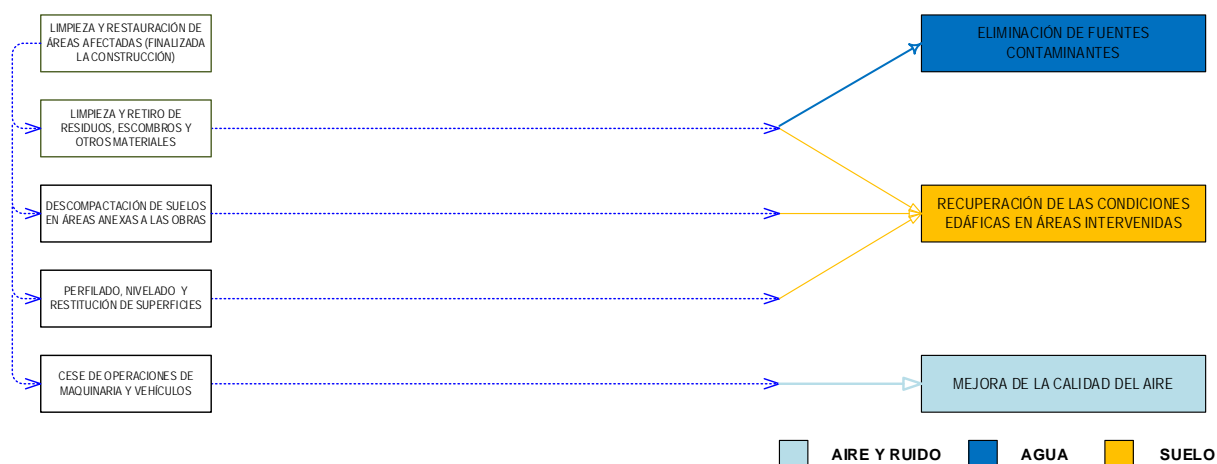 LIMPIEZA Y RESTAURACIÓN DE
ÁREAS AFECTADAS (FINALIZADA
LA CONSTRUCCIÓN)
ELIMINACIÓN DE FUENTES
CONTAMINANTES
LIMPIEZA Y RETIRO DE
RESIDUOS, ESCOMBROS Y
OTROS MATERIALES
DESCOMPACTACIÓN DE SUELOS
EN ÁREAS ANEXAS A LAS OBRAS
RECUPERACIÓN DE LAS CONDICIONES
EDÁFICAS EN ÁREAS INTERVENIDAS
PERFILADO, NIVELADO Y
RESTITUCIÓN DE SUPERFICIES
CESE DE OPERACIONES DE
MAQUINARIA Y VEHÍCULOS
MEJORA DE LA CALIDAD DEL AIRE
AIRE Y RUIDO
AGUA
SUELO